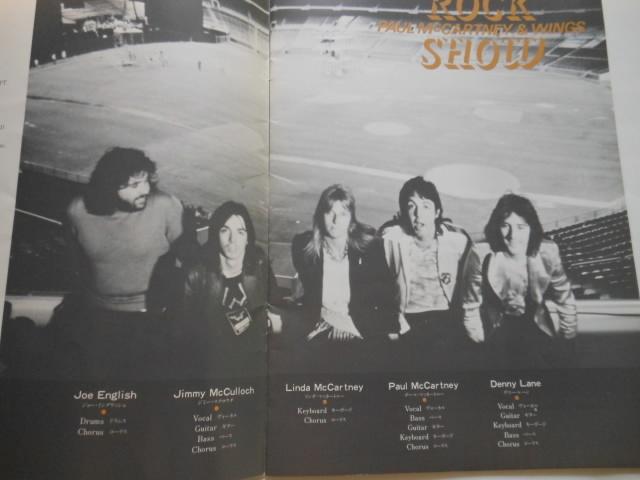 ROCK
PAUL McCARTNEY & WINGS
SHOW
Joe English
ジョー・イングリッシュ
Drams ドラムス
Chorus コーラス
Jimmy McCulloch
ジミー・マカロック
Vocal ヴォーカル
Guitar ギター
Bass ベース
Chorus コーラス
Linda McCartney
リンダ・マッカートニー
Keyboard キーボード
Chorus コーラス
Paul McCartney
ポール・マッカートニー
Vocal ヴォーカル
Bass ベース
Guitar ギター
Keyboard キーボード
Chorus コーラス
Denny Lane
デニー・レーン
Vocal ヴォーカル
Guitar ギター
Keyboard キーボード
Bass ベース
Chorus コーラス